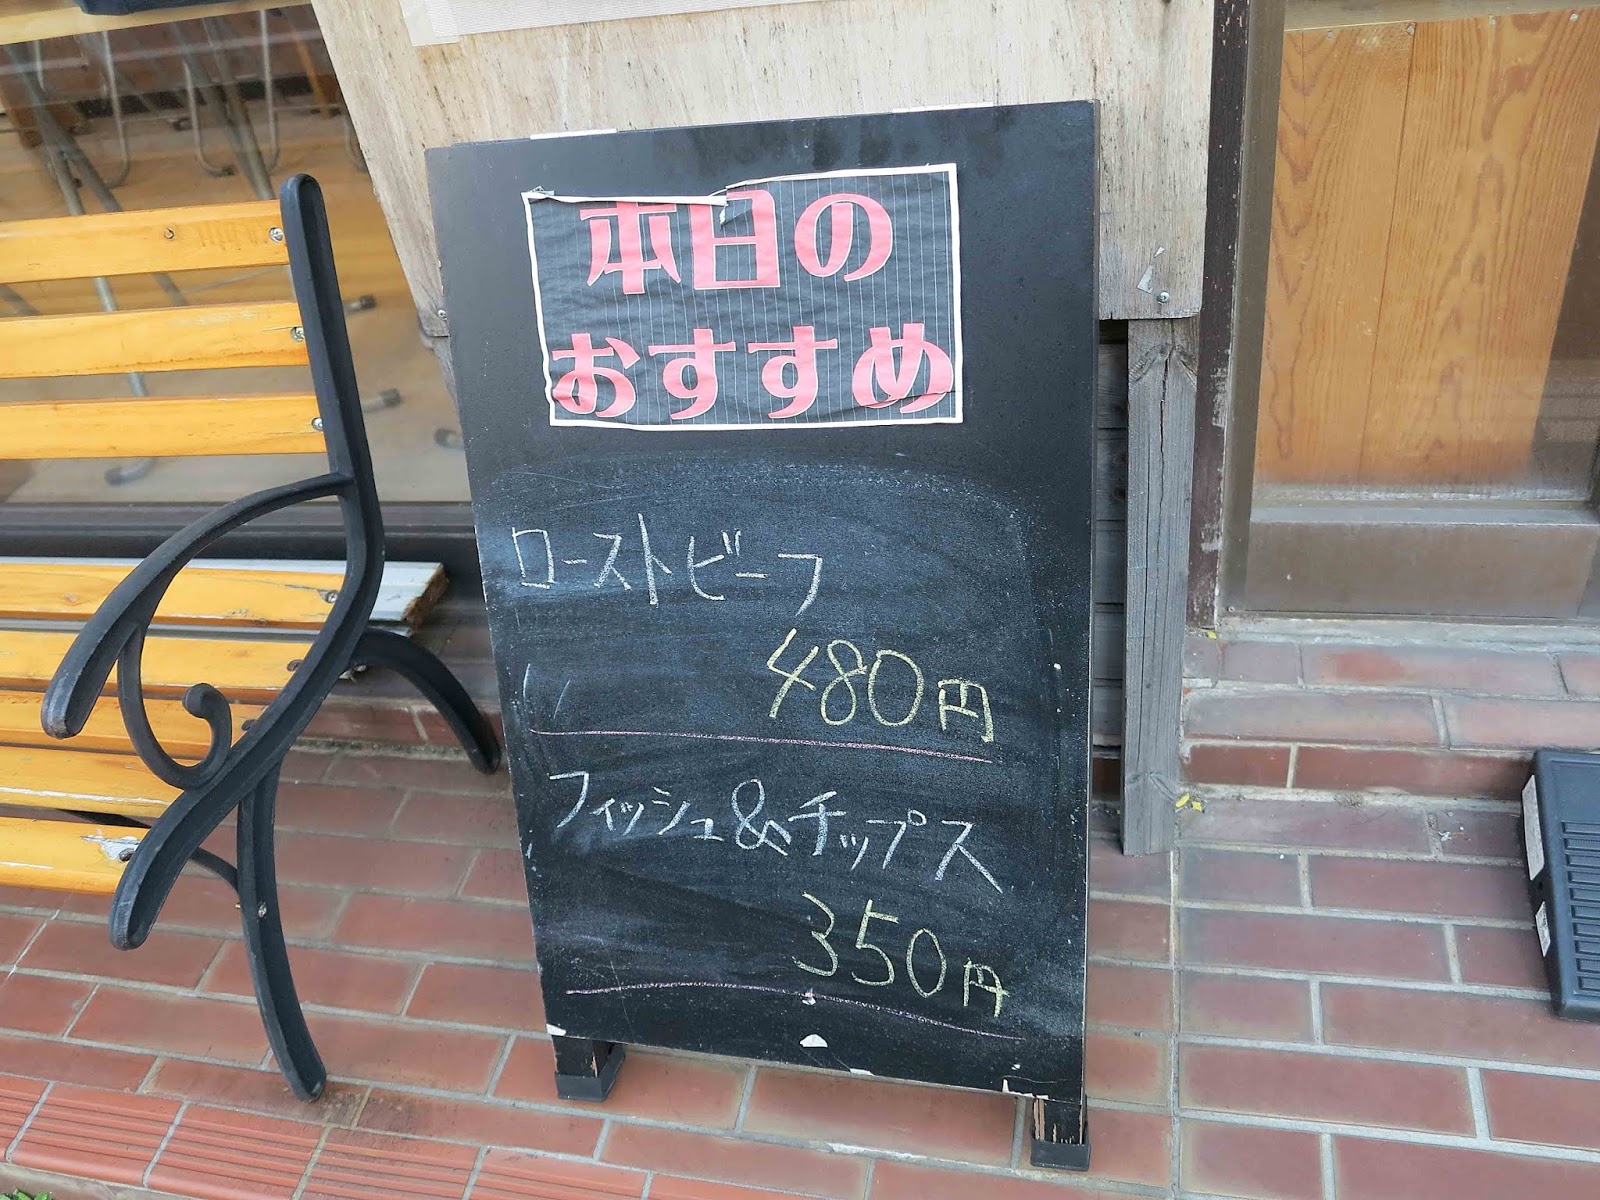 本日の
おすすめ
ローストビーフ
480円
フィッシュ&チップス
350円